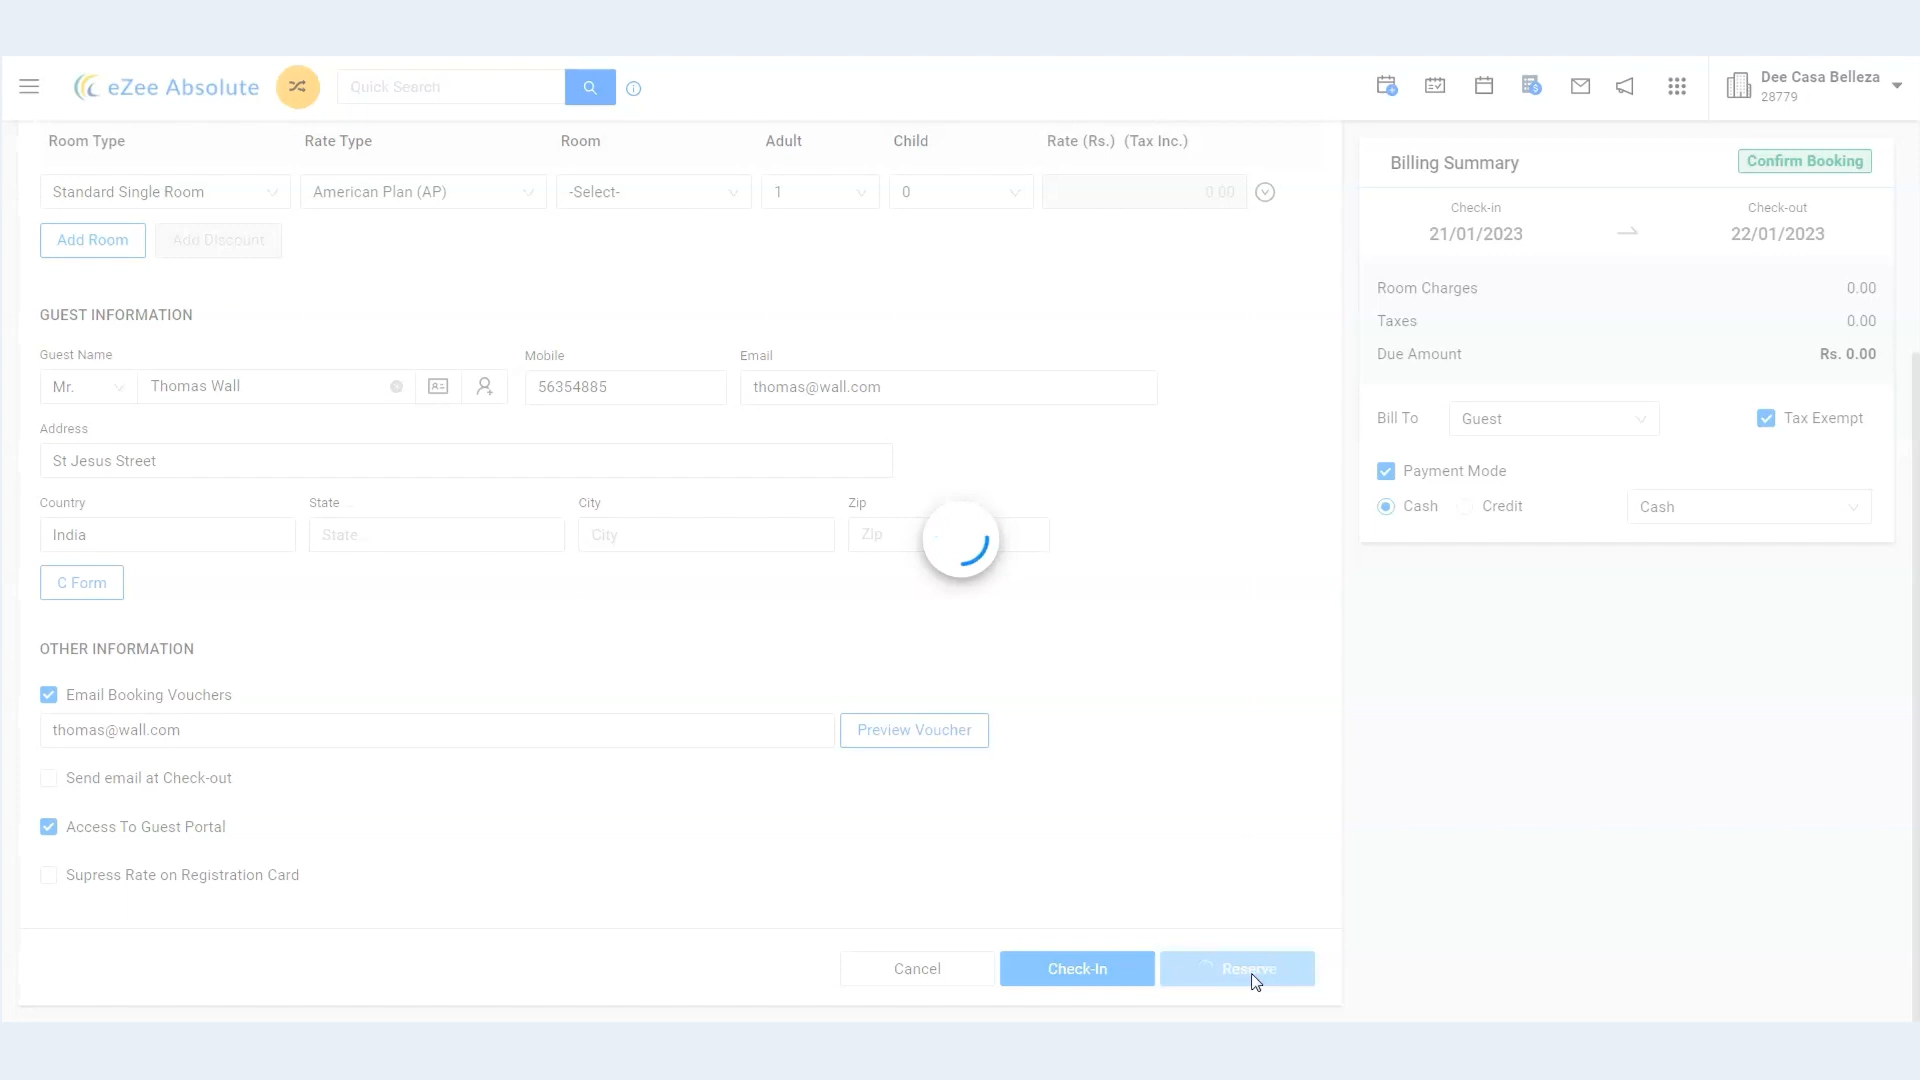 eZee Absolute
Quick Search
Dee Casa Belleza
28779
Room Type Rate Type Room Adult Child Rate (Rs.) (Tax Inc.)
Standard Single Room American Plan (AP) -Select- 1 0 0.00
Add Room Add Discount
GUEST INFORMATION
Guest Name Mobile Email
Mr. Thomas Wall 56354885 thomas@wall.com
Address
St Jesus Street
Country State City Zip
India State.. City Zip
C Form
OTHER INFORMATION
Email Booking Vouchers
thomas@wall.com Preview Voucher
Send email at Check-out
Access To Guest Portal
Supress Rate on Registration Card
Cancel Check-In Reserve
Billing Summary Confirm Booking
Check-in Check-out
21/01/2023 22/01/2023
Room Charges 0.00
Taxes 0.00
Due Amount Rs. 0.00
Bill To Guest Tax Exempt
Payment Mode
Cash Credit Cash